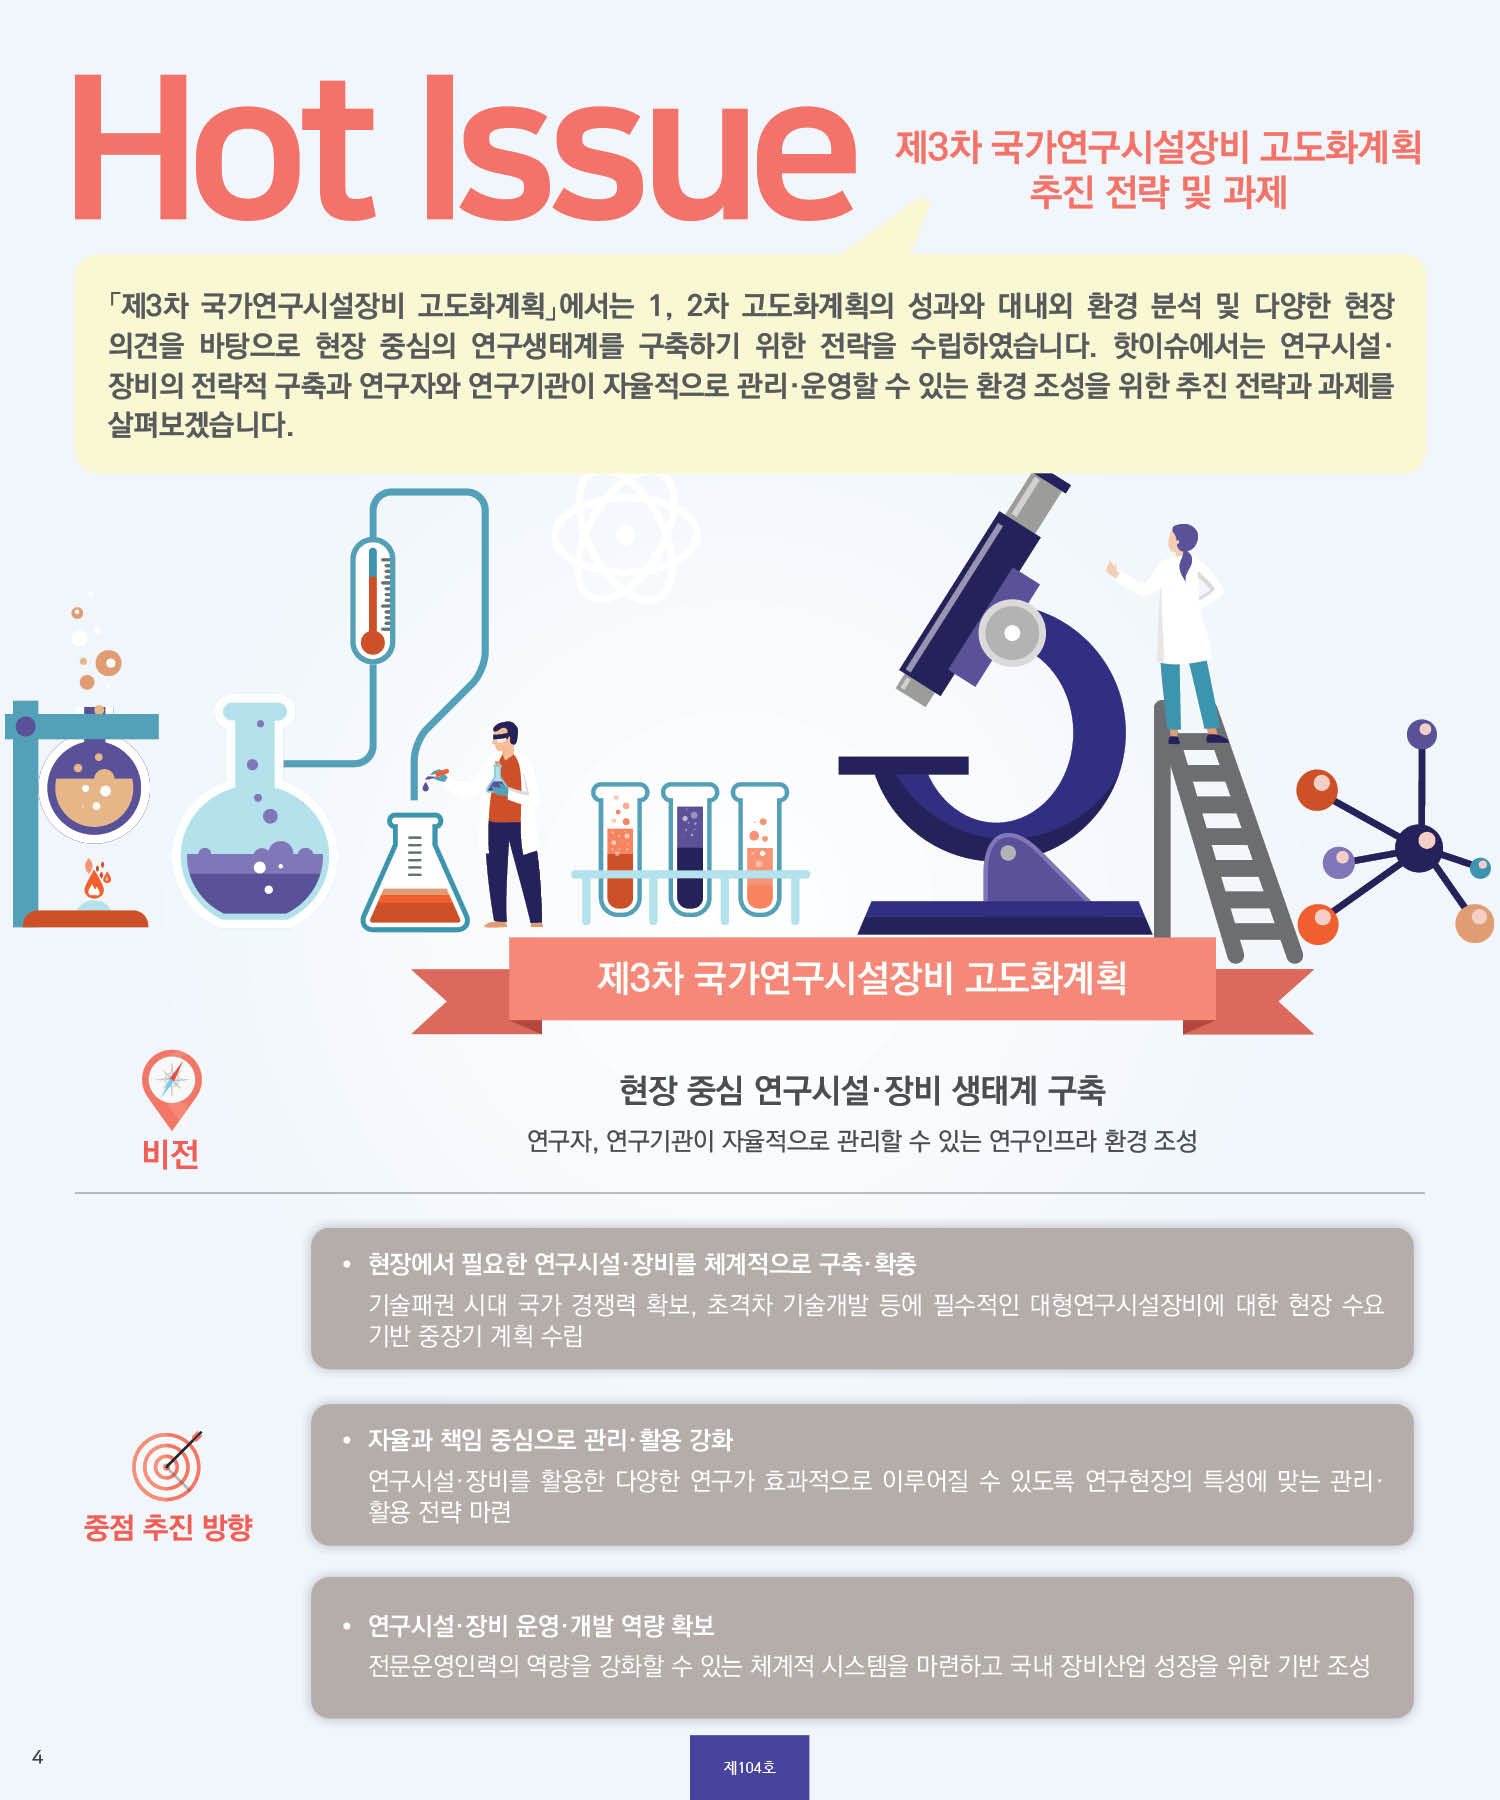 Hot Issue
제3차 국가연구시설장비 고도화계획
추진 전략 및 과제
「제3차 국가연구시설장비 고도화계획」에서는 1, 2차 고도화계획의 성과와 대내외 환경 분석 및 다양한 현장
의견을 바탕으로 현장 중심의 연구생태계를 구축하기 위한 전략을 수립하였습니다. 핫이슈에서는 연구시설·
장비의 전략적 구축과 연구자와 연구기관이 자율적으로 관리·운영할 수 있는 환경 조성을 위한 추진 전략과 과제를
살펴보겠습니다.
제3차 국가연구시설장비 고도화계획
비전
현장 중심 연구시설·장비 생태계 구축
연구자, 연구기관이 자율적으로 관리할 수 있는 연구인프라 환경 조성
중점 추진 방향
• 현장에서 필요한 연구시설·장비를 체계적으로 구축·확충
기술패권 시대 국가 경쟁력 확보, 초격차 기술개발 등에 필수적인 대형연구시설장비에 대한 현장 수요
기반 중장기 계획 수립
• 자율과 책임 중심으로 관리·활용 강화
연구시설·장비를 활용한 다양한 연구가 효과적으로 이루어질 수 있도록 연구현장의 특성에 맞는 관리·
활용 전략 마련
• 연구시설·장비 운영·개발 역량 확보
전문운영인력의 역량을 강화할 수 있는 체계적 시스템을 마련하고 국내 장비산업 성장을 위한 기반 조성
4
제104호